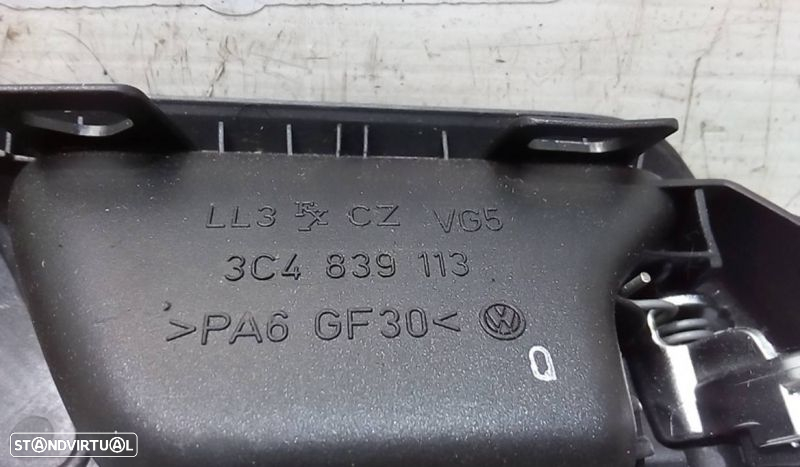 LL3 CZ VG5
3C4 839 113
>PA6 GF30<
Q
STANDVIRTUAL